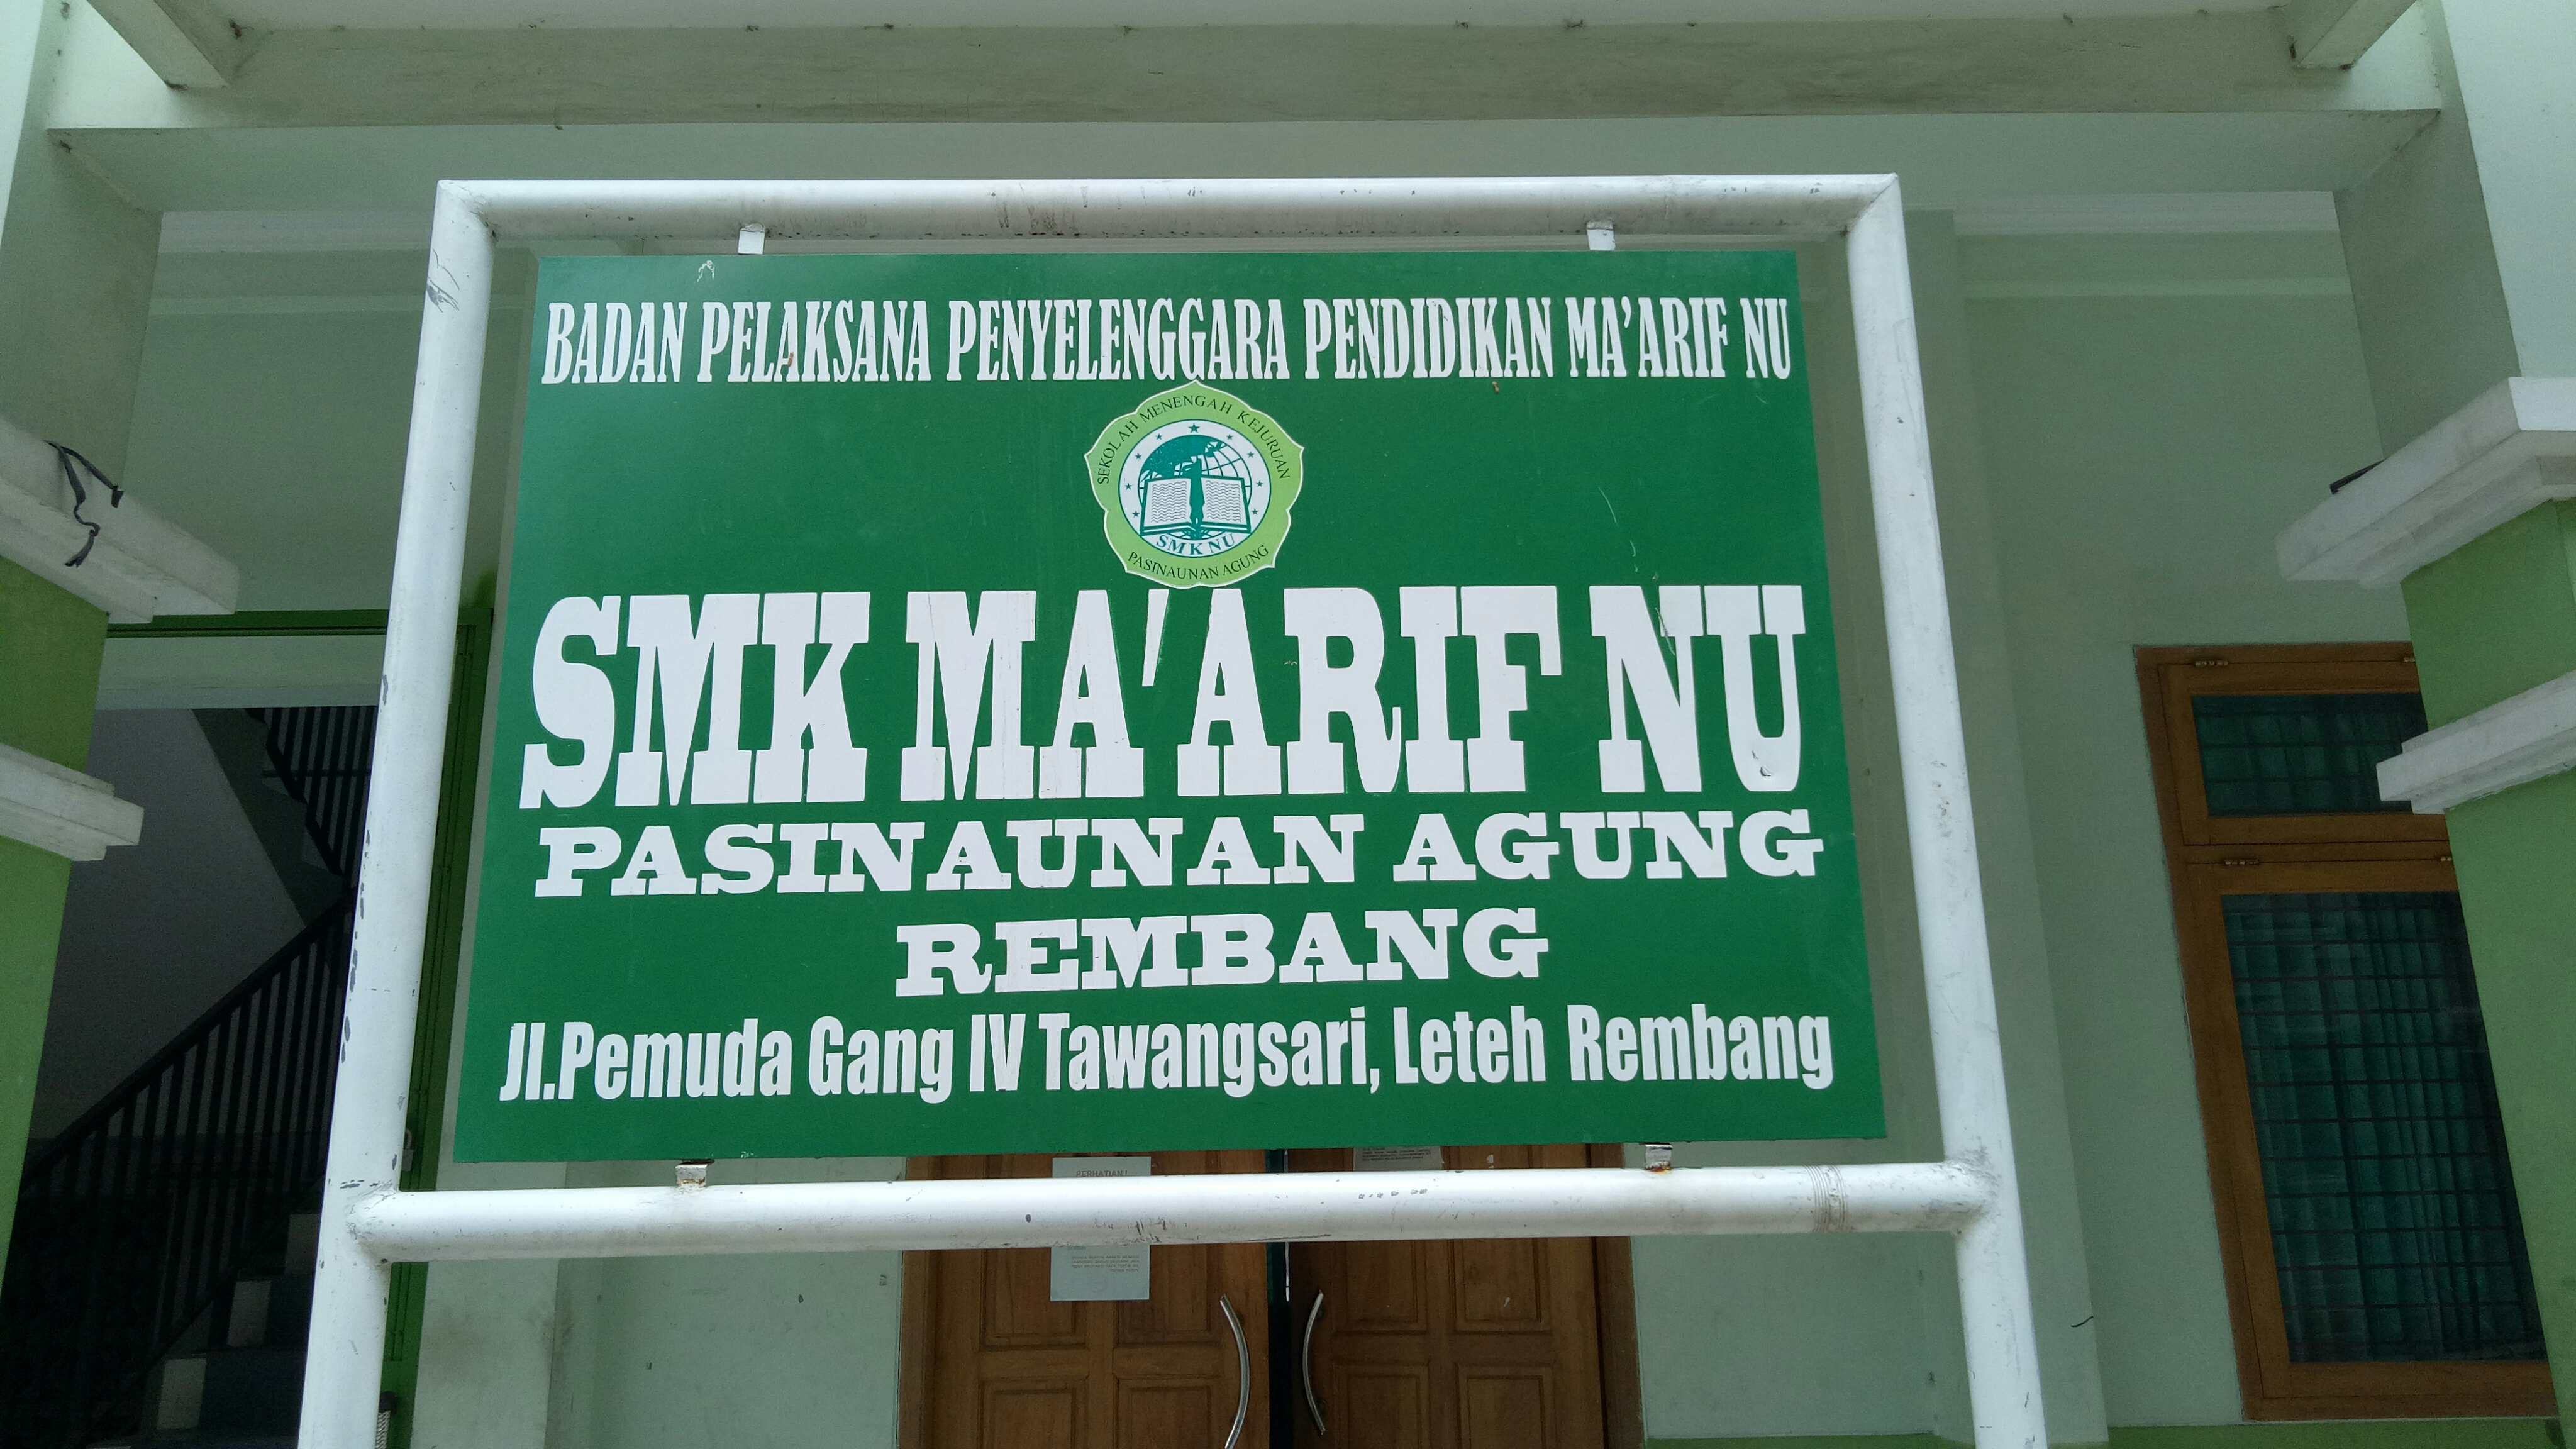 BADAN PELAKSANA PENYELENGGARA PENDIDIKAN MA'ARIF NU
SEKOLAH MENENGAH KEJURUAN
SMK NU
PASINAUNAN AGUNG
SMK MA'ARIF NU
PASINAUNAN AGUNG
REMBANG
Jl.Pemuda Gang IV Tawangsari, Leteh Rembang
PERHATIAN !